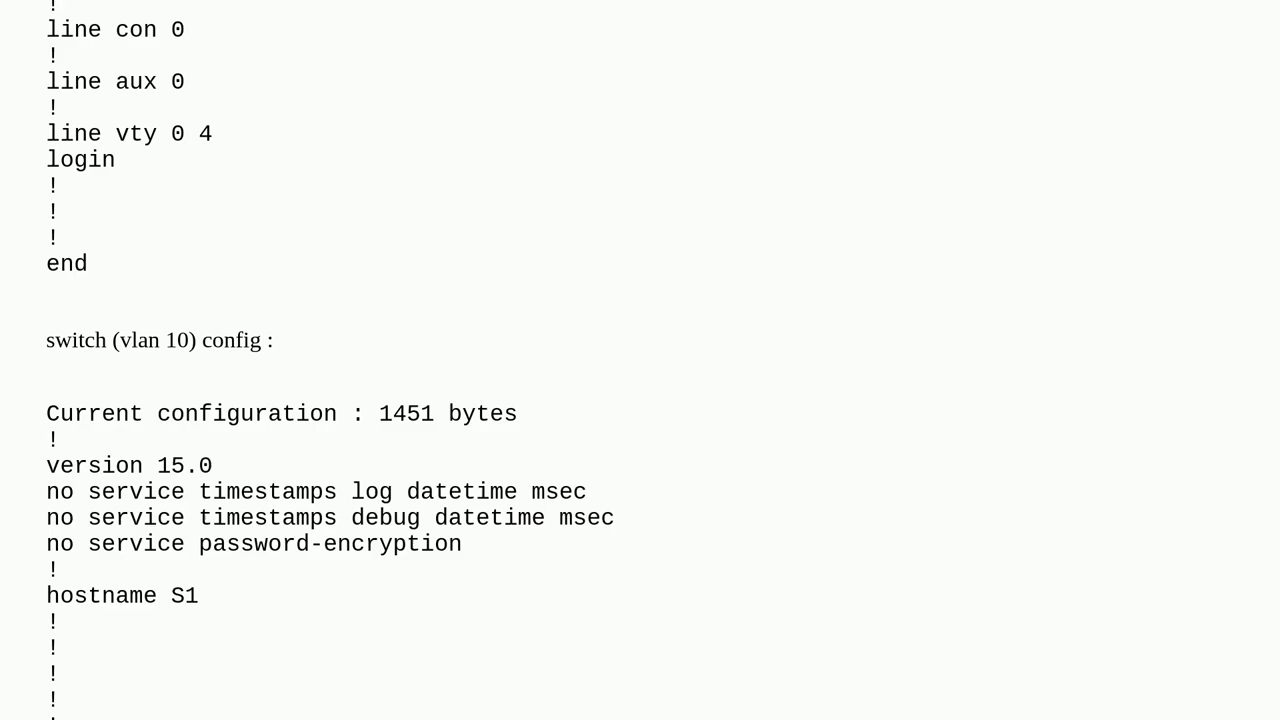 !
line con 0
!
line aux 0
!
line vty 0 4
login
!
!
!
end
switch (vlan 10) config :
Current configuration : 1451 bytes
!
version 15.0
no service timestamps log datetime msec
no service timestamps debug datetime msec
no service password-encryption
!
hostname S1
!
!
!
!
!